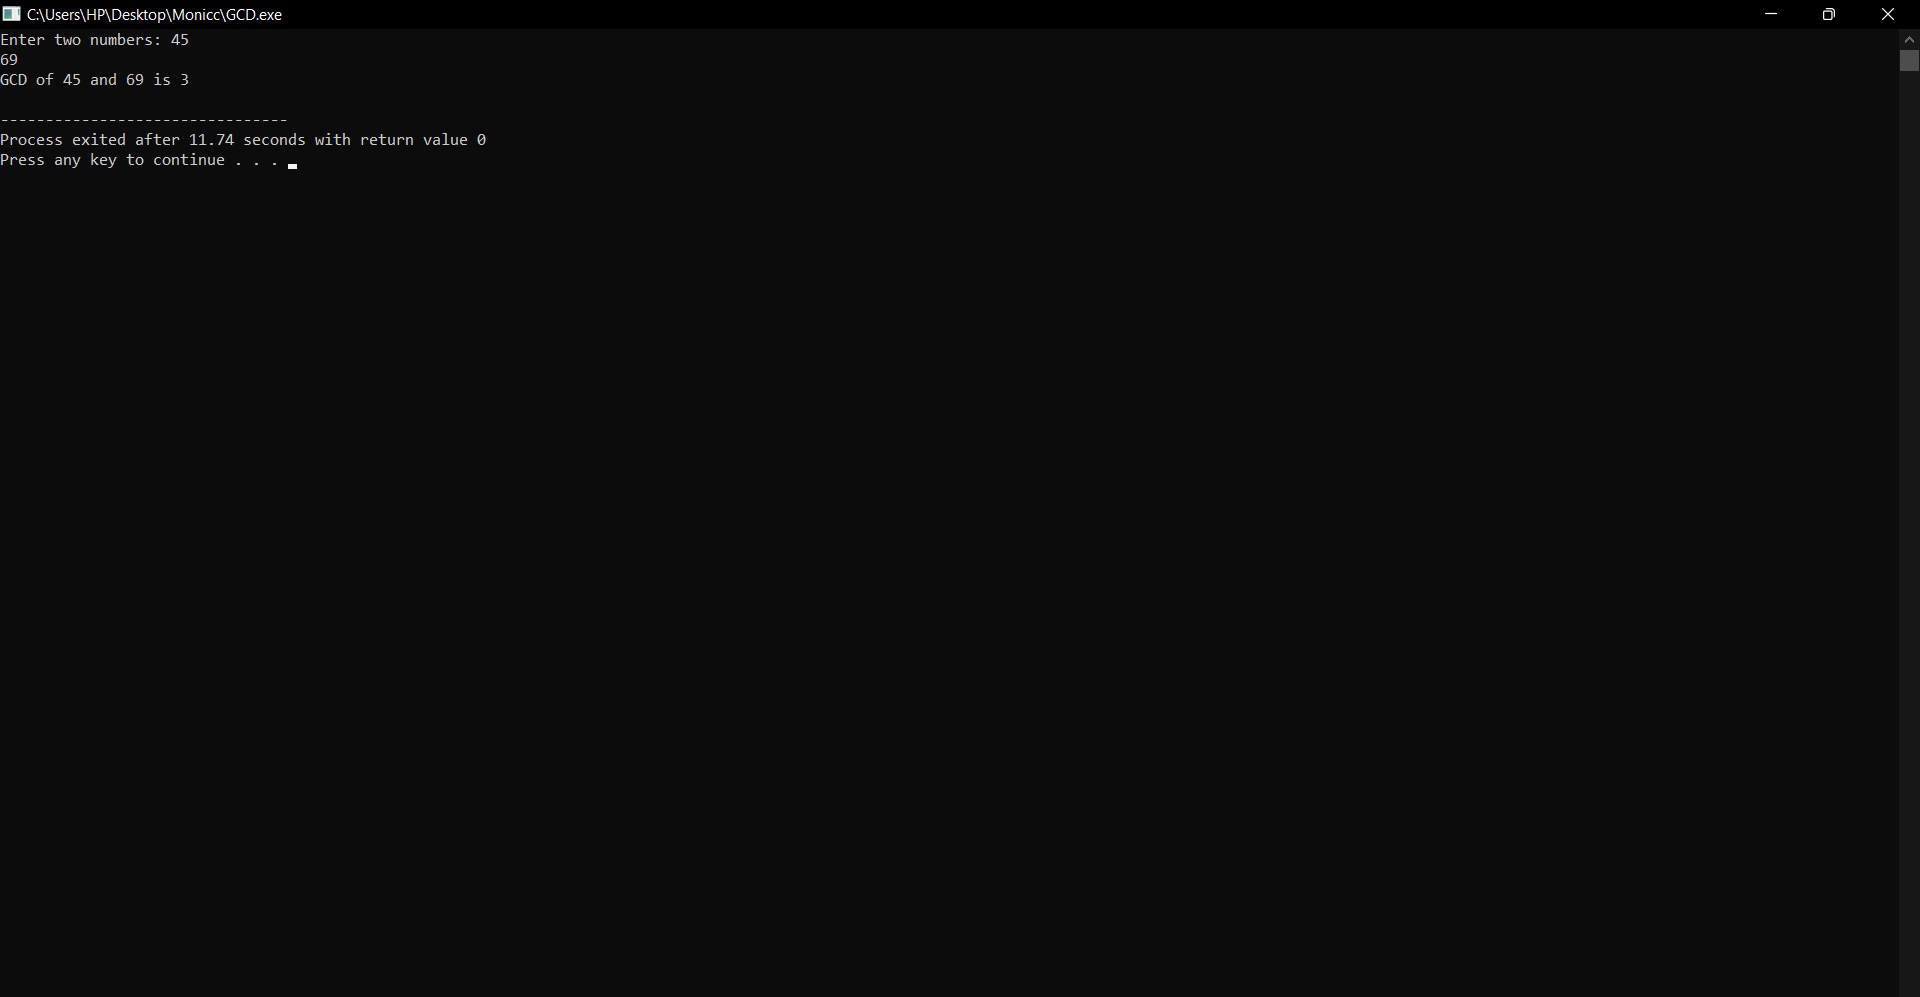 C:\Users\HP\Desktop\Monicc\GCD.exe
Enter two numbers: 45
69
GCD of 45 and 69 is 3
--------------------------------
Process exited after 11.74 seconds with return value 0
Press any key to continue . . .